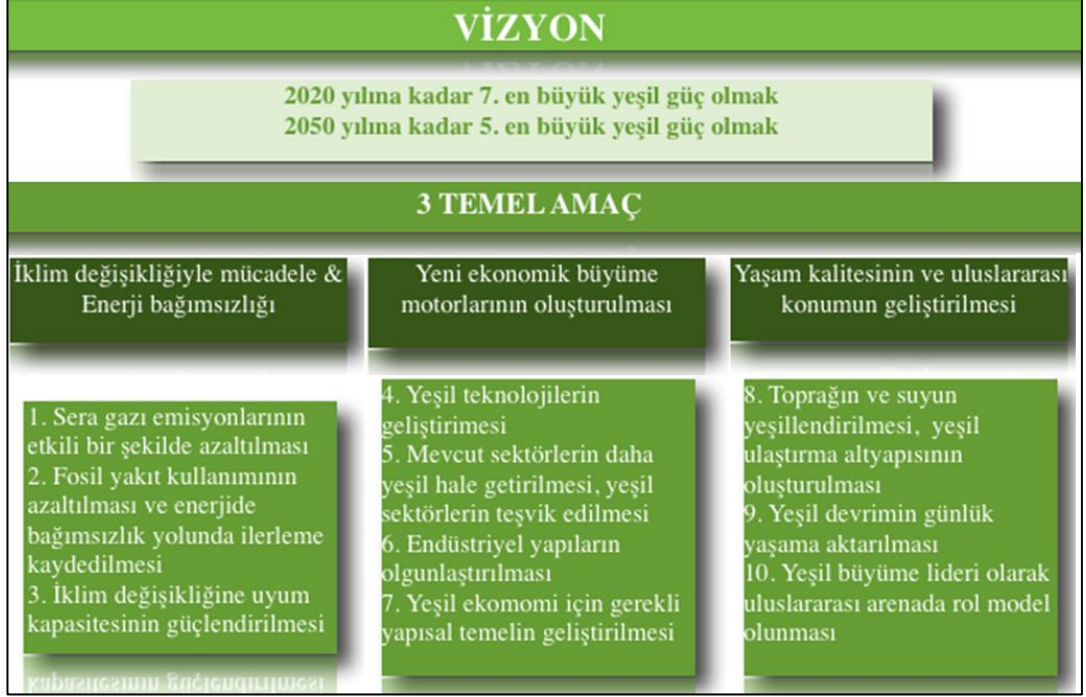 VİZYON
2020 yılına kadar 7. en büyük yeşil güç olmak
2050 yılına kadar 5. en büyük yeşil güç olmak
3 TEMEL AMAÇ
İklim değişikliğiyle mücadele &
Enerji bağımsızlığı
Yeni ekonomik büyüme
motorlarının oluşturulması
Yaşam kalitesinin ve uluslararası
konumun geliştirilmesi
1. Sera gazı emisyonlarının
etkili bir şekilde azaltılması
2. Fosil yakıt kullanımının
azaltılması ve enerjide
bağımsızlık yolunda ilerleme
kaydedilmesi
3. İklim değişikliğine uyum
kapasitesinin güçlendirilmesi
4. Yeşil teknolojilerin
geliştirimesi
5. Mevcut sektörlerin daha
yeşil hale getirilmesi, yeşil
sektörlerin teşvik edilmesi
6. Endüstriyel yapıların
olgunlaştırılması
7. Yeşil ekomomi için gerekli
yapısal temelin geliştirilmesi
8. Toprağın ve suyun
yeşillendirilmesi, yeşil
ulaştırma altyapısının
oluşturulması
9. Yeşil devrimin günlük
yaşama aktarılması
10. Yeşil büyüme lideri olarak
uluslararası arenada rol model
olunması